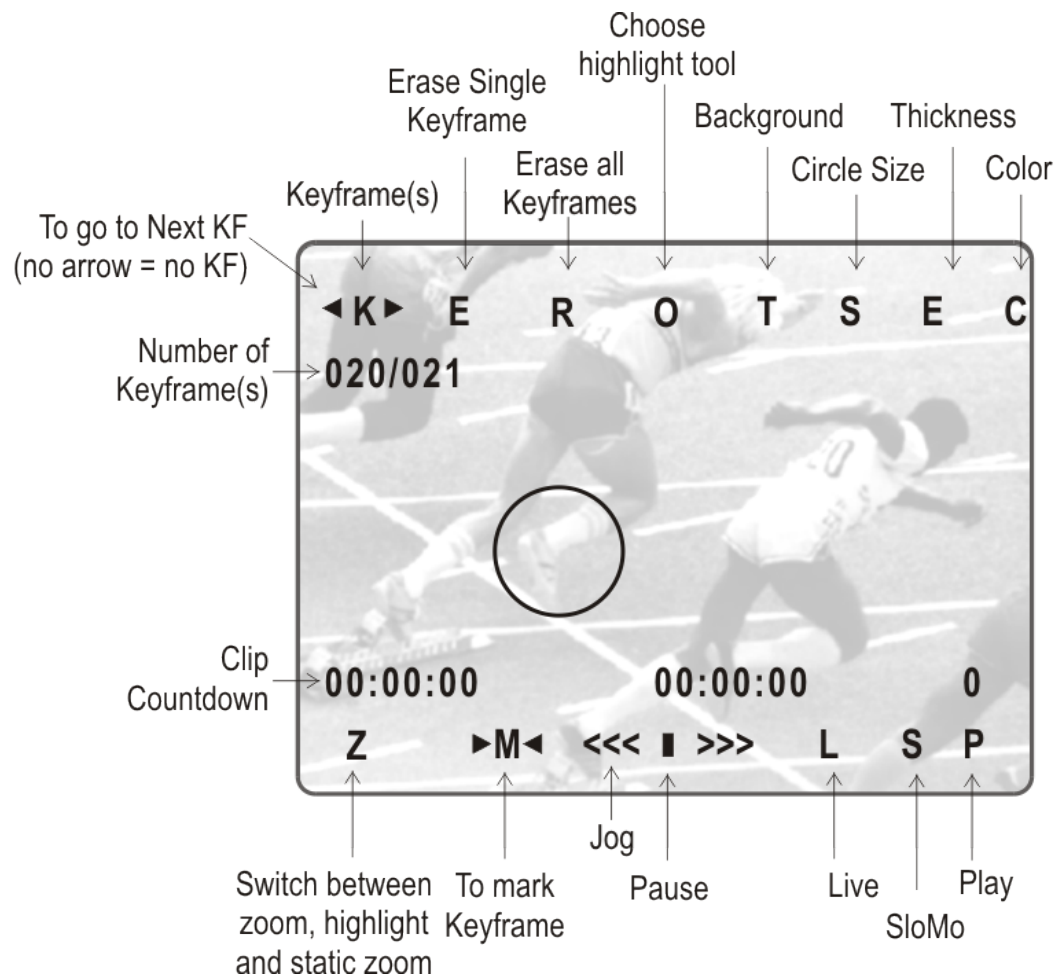 Choose
highlight tool
Erase Single
Keyframe
Background
Thickness
Erase all
Keyframes
Circle Size
Color
Keyframe(s)
To go to Next KF
(no arrow = no KF)
◄K► E R O T S E C
Number of
Keyframe(s)
020/021
Clip
Countdown
00:00:00 00:00:00 0
Z ►M◄ <<< ▮ >>> L S P
Jog
Switch between
zoom, highlight
and static zoom
To mark
Keyframe
Pause
Live
Play
SloMo